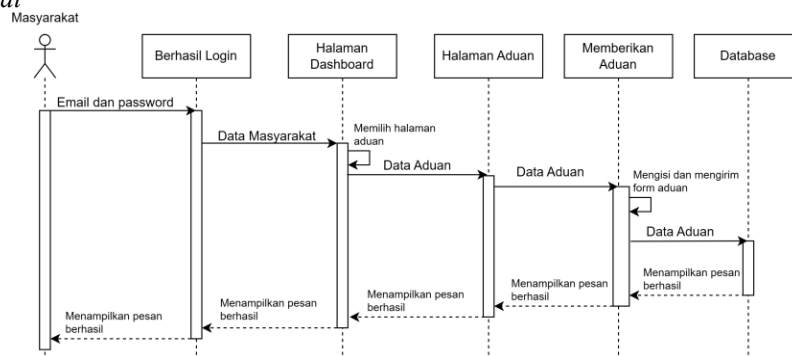 di
Masyarakat
Berhasil Login
Halaman
Dashboard
Halaman Aduan
Memberikan
Aduan
Database
Email dan password
Data Masyarakat
Memilih halaman
aduan
Data Aduan
Data Aduan
Mengisi dan mengirim
form aduan
Data Aduan
Menampilkan pesan
berhasil
Menampilkan pesan
berhasil
Menampilkan pesan
berhasil
Menampilkan pesan
berhasil
Menampilkan pesan
berhasil